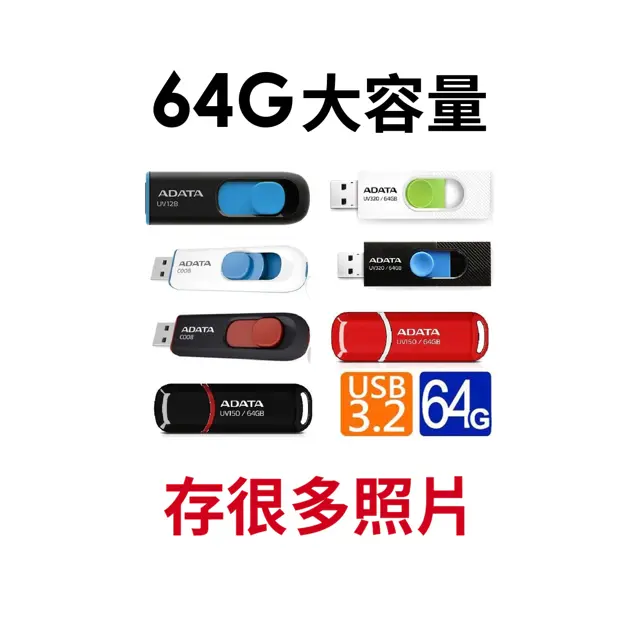 64G大容量
ADATA
UV128
ADATA
UV320 / 64GB
ADATA
C008
ADATA
UV320 / 64GB
ADATA
C008
ADATA
UV150 / 64GB
ADATA
UV150 / 64GB
USB
3.2
64G
存很多照片